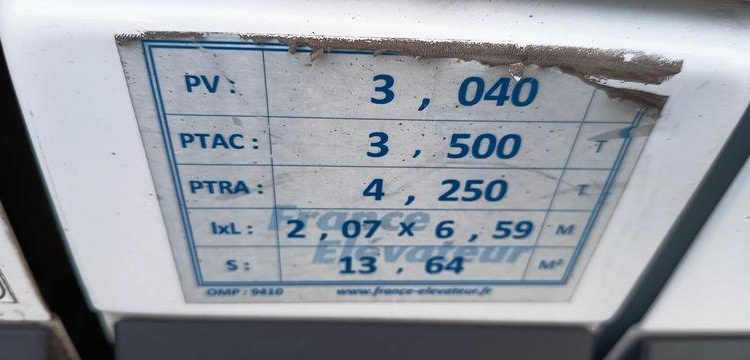 PV : 3 , 040
PTAC : 3 , 500 T
PTRA : 4 , 250 T
lxL : 2 , 07 x 6 , 59 M
France
Elévateur
S : 13 , 64 M²
OMP : 9410 www.france-elevateur.fr